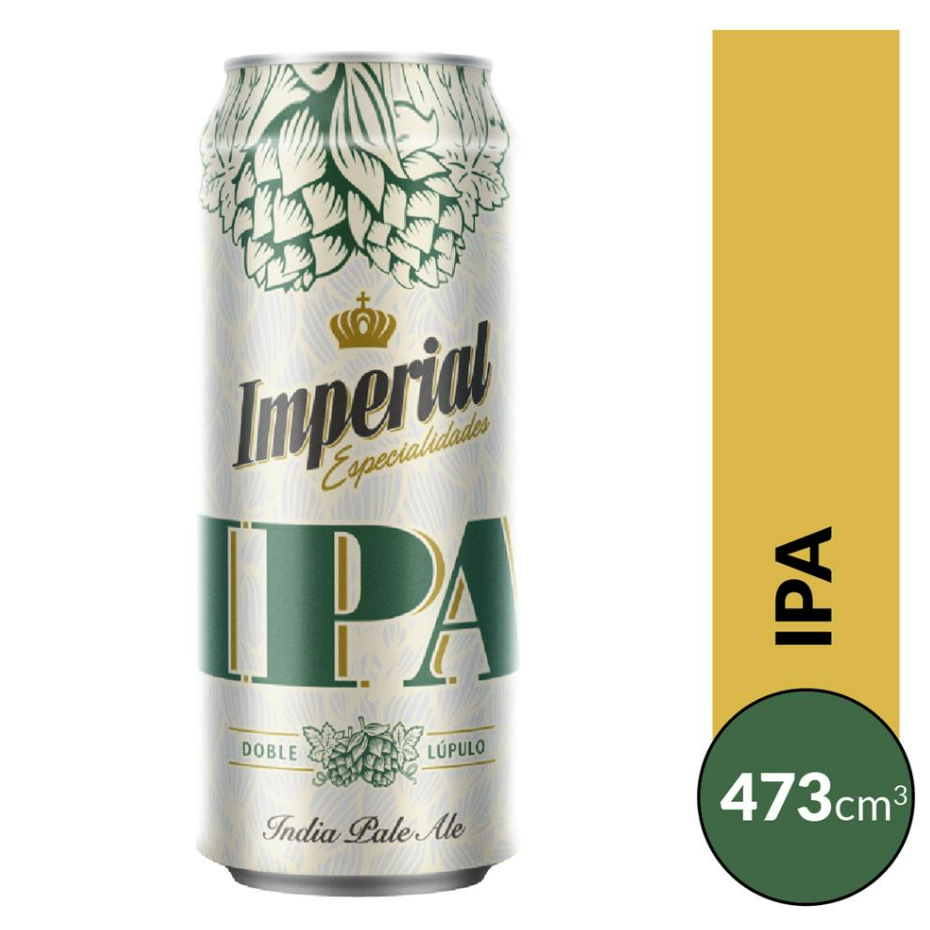 Imperial
Especialidades
IPA
DOBLE LÚPULO
India Pale Ale
IPA
473cm³